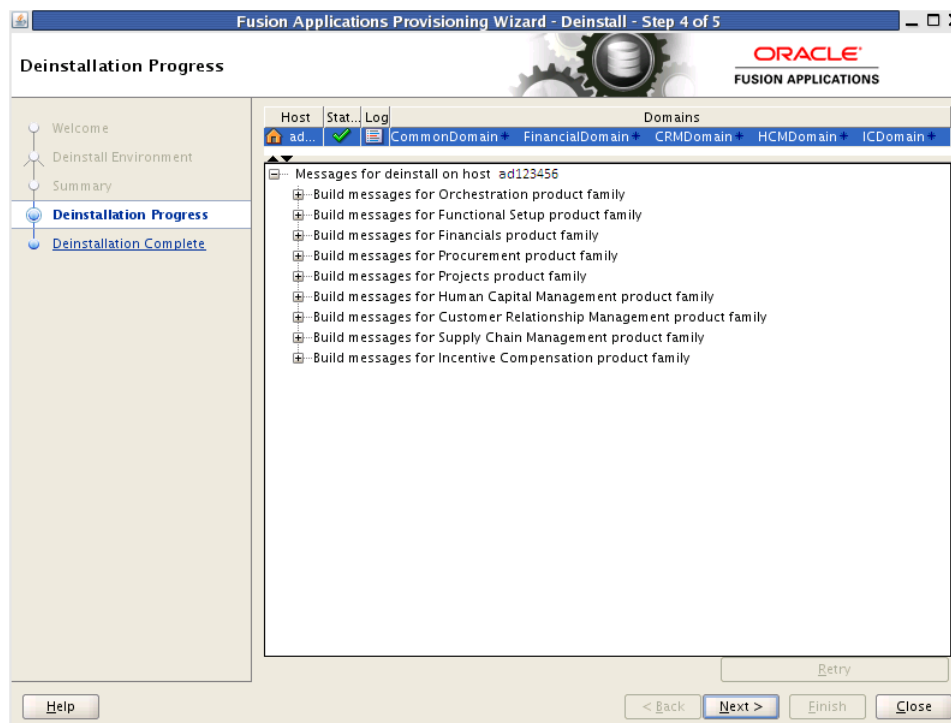 Fusion Applications Provisioning Wizard - Deinstall - Step 4 of 5
Deinstallation Progress
ORACLE
FUSION APPLICATIONS
Welcome
Deinstall Environment
Summary
Deinstallation Progress
Deinstallation Complete
Host Stat... Log Domains
ad... CommonDomain+ FinancialDomain+ CRMDomain+ HCMDomain+ ICDomain+
Messages for deinstall on host ad123456
Build messages for Orchestration product family
Build messages for Functional Setup product family
Build messages for Financials product family
Build messages for Procurement product family
Build messages for Projects product family
Build messages for Human Capital Management product family
Build messages for Customer Relationship Management product family
Build messages for Supply Chain Management product family
Build messages for Incentive Compensation product family
Retry
Help < Back Next > Finish Close